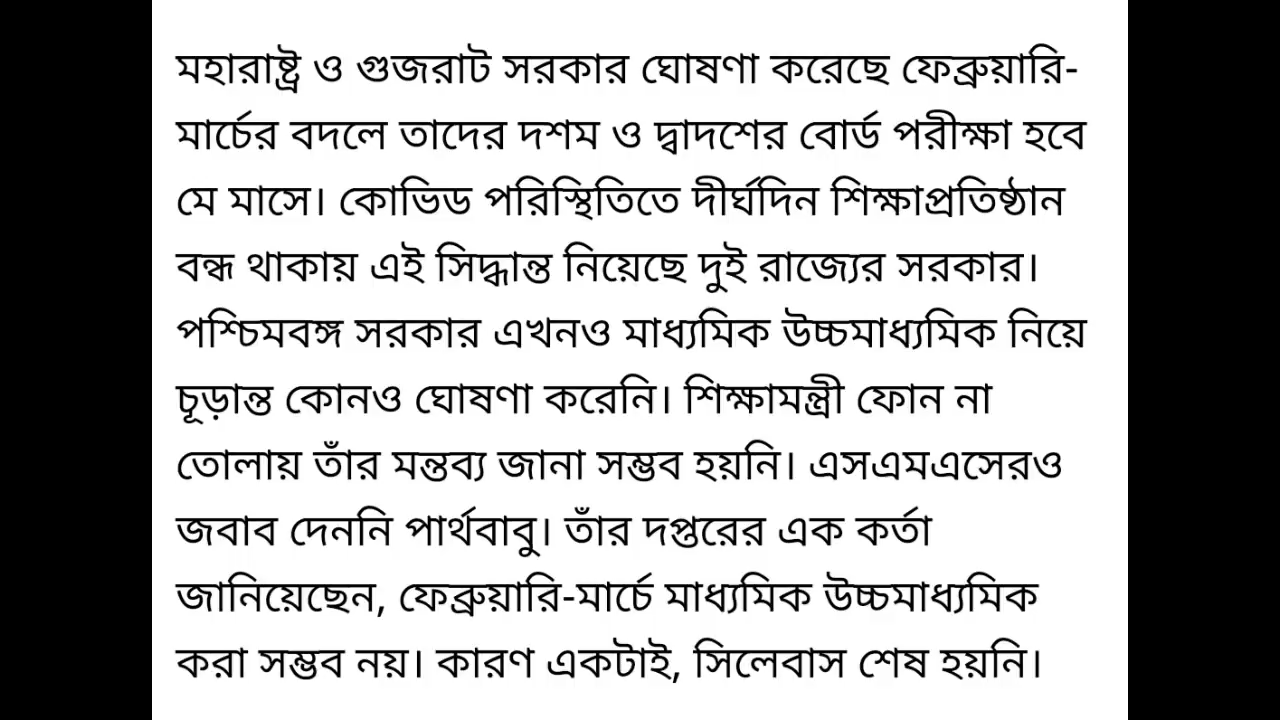 মহারাষ্ট্র ও গুজরাট সরকার ঘোষণা করেছে ফেব্রুয়ারি-
মার্চের বদলে তাদের দশম ও দ্বাদশের বোর্ড পরীক্ষা হবে
মে মাসে। কোভিড পরিস্থিতিতে দীর্ঘদিন শিক্ষাপ্রতিষ্ঠান
বন্ধ থাকায় এই সিদ্ধান্ত নিয়েছে দুই রাজ্যের সরকার।
পশ্চিমবঙ্গ সরকার এখনও মাধ্যমিক উচ্চমাধ্যমিক নিয়ে
চূড়ান্ত কোনও ঘোষণা করেনি। শিক্ষামন্ত্রী ফোন না
তোলায় তাঁর মন্তব্য জানা সম্ভব হয়নি। এসএমএসেরও
জবাব দেননি পার্থবাবু। তাঁর দপ্তরের এক কর্তা
জানিয়েছেন, ফেব্রুয়ারি-মার্চে মাধ্যমিক উচ্চমাধ্যমিক
করা সম্ভব নয়। কারণ একটাই, সিলেবাস শেষ হয়নি।